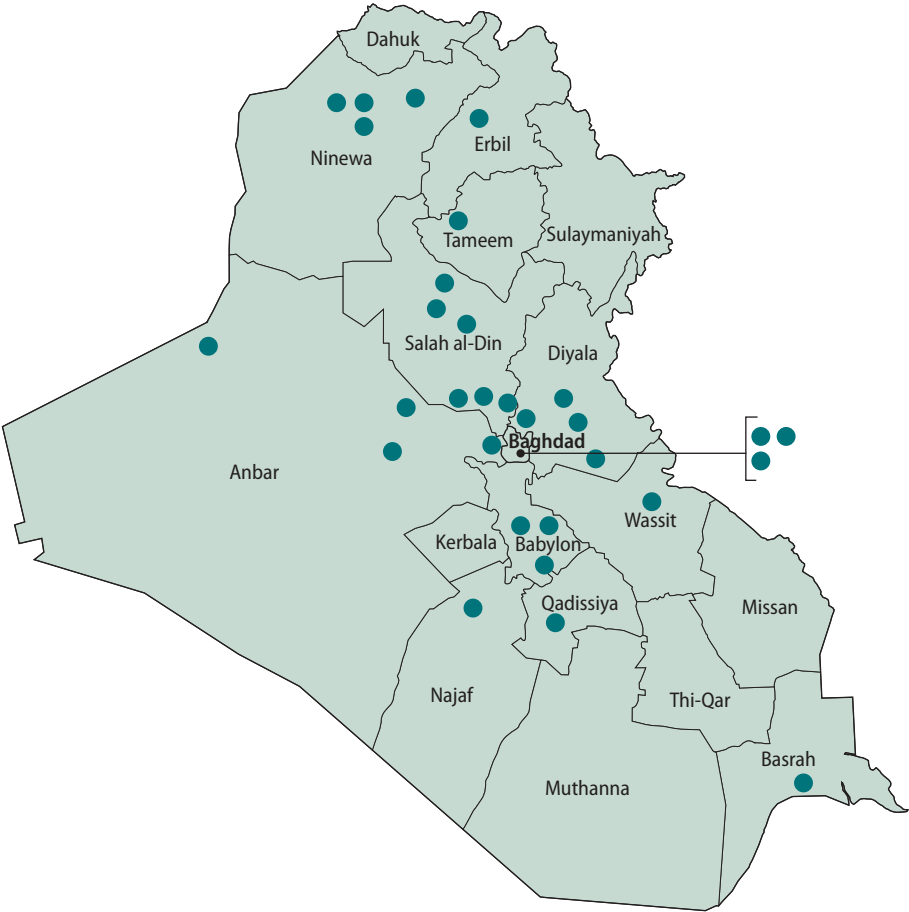 Dahuk
Ninewa
Erbil
Tameem
Sulaymaniyah
Salah al-Din
Diyala
Baghdad
Anbar
Wassit
Kerbala
Babylon
Qadissiya
Missan
Najaf
Thi-Qar
Basrah
Muthanna